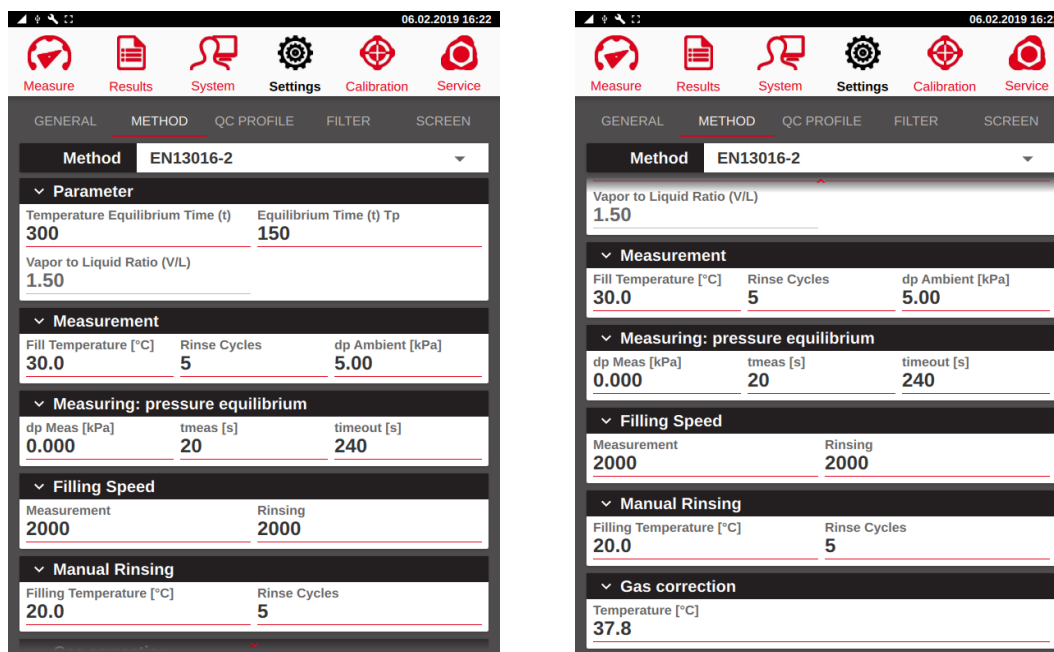 06.02.2019 16:22
Measure Results System Settings Calibration Service
GENERAL METHOD QC PROFILE FILTER SCREEN
Method EN13016-2
Parameter
Temperature Equilibrium Time (t) Equilibrium Time (t) Tp
300 150
Vapor to Liquid Ratio (V/L)
1.50
Measurement
Fill Temperature [°C] Rinse Cycles dp Ambient [kPa]
30.0 5 5.00
Measuring: pressure equilibrium
dp Meas [kPa] tmeas [s] timeout [s]
0.000 20 240
Filling Speed
Measurement Rinsing
2000 2000
Manual Rinsing
Filling Temperature [°C] Rinse Cycles
20.0 5
06.02.2019 16:2
Measure Results System Settings Calibration Service
GENERAL METHOD QC PROFILE FILTER SCREEN
Method EN13016-2
Vapor to Liquid Ratio (V/L)
1.50
Measurement
Fill Temperature [°C] Rinse Cycles dp Ambient [kPa]
30.0 5 5.00
Measuring: pressure equilibrium
dp Meas [kPa] tmeas [s] timeout [s]
0.000 20 240
Filling Speed
Measurement Rinsing
2000 2000
Manual Rinsing
Filling Temperature [°C] Rinse Cycles
20.0 5
Gas correction
Temperature [°C]
37.8